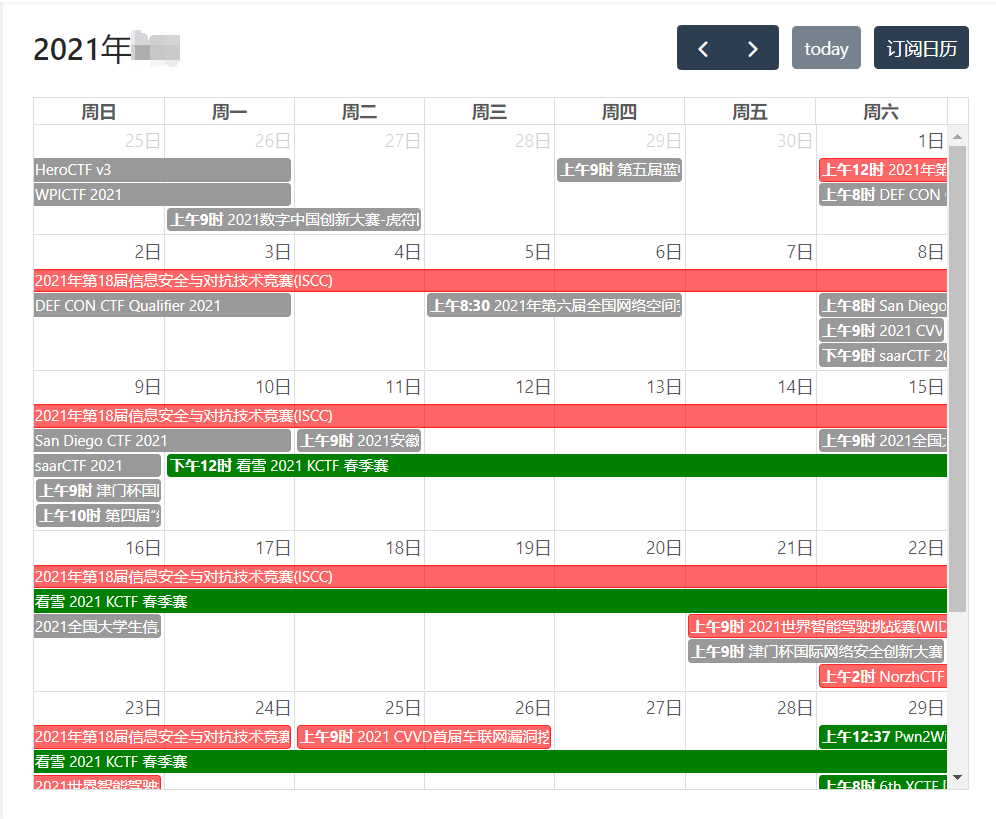 2021年
today
订阅日历
周日 周一 周二 周三 周四 周五 周六
25日 26日 27日 28日 29日 30日 1日
HeroCTF v3
上午9时 第五届蓝
上午12时 2021年第
WPICTF 2021
上午8时 DEF CON
上午9时 2021数字中国创新大赛-虎符
2日 3日 4日 5日 6日 7日 8日
2021年第18届信息安全与对抗技术竞赛(ISCC)
DEF CON CTF Qualifier 2021
上午8:30 2021年第六届全国网络空间
上午8时 San Diego
上午9时 2021 CVV
下午9时 saarCTF 20
9日 10日 11日 12日 13日 14日 15日
2021年第18届信息安全与对抗技术竞赛(ISCC)
San Diego CTF 2021
上午9时 2021安徽
上午9时 2021全国
saarCTF 2021
下午12时 看雪 2021 KCTF 春季赛
上午9时 津门杯国
上午10时 第四届“
16日 17日 18日 19日 20日 21日 22日
2021年第18届信息安全与对抗技术竞赛(ISCC)
看雪 2021 KCTF 春季赛
2021全国大学生信
上午9时 2021世界智能驾驶挑战赛(WID
上午9时 津门杯国际网络安全创新大赛
上午2时 NorzhCTF
23日 24日 25日 26日 27日 28日 29日
2021年第18届信息安全与对抗技术竞赛
上午9时 2021 CVVD首届车联网漏洞挖
上午12:37 Pwn2Wi
看雪 2021 KCTF 春季赛
2021世界智能驾驶
上午8时 6th XCTF